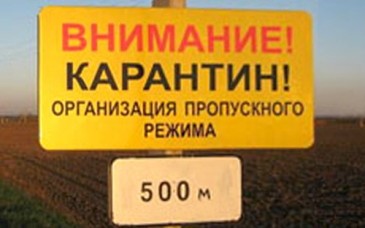 ВНИМАНИЕ!
КАРАНТИН!
ОРГАНИЗАЦИЯ ПРОПУСКНОГО
РЕЖИМА
500 м